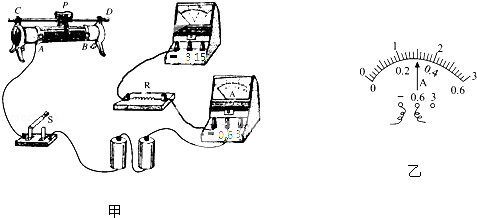 C P D
A B
V
- 3 15
R
A
S
- 0.6 3
甲
0 1 2 3
0 0.2 0.4 0.6
A
- 0.6 3
乙